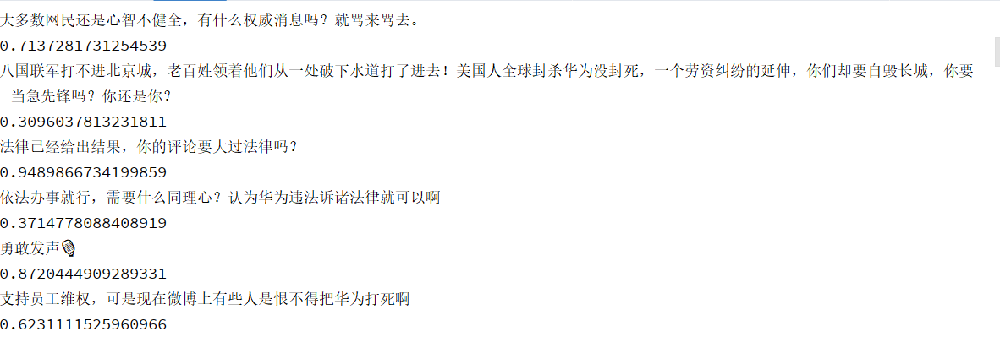 大多数网民还是心智不健全，有什么权威消息吗？就骂来骂去。
0.7137281731254539
八国联军打不进北京城，老百姓领着他们从一处破下水道打了进去！美国人全球封杀华为没封死，一个劳资纠纷的延伸，你们却要自毁长城，你要
当急先锋吗？你还是你？
0.3096037813231811
法律已经给出结果，你的评论要大过法律吗？
0.9489866734199859
依法办事就行，需要什么同理心？认为华为违法诉诸法律就可以啊
0.3714778088408919
勇敢发声🎙
0.8720444909289331
支持员工维权，可是现在微博上有些人是恨不得把华为打死啊
0.6231111525960966